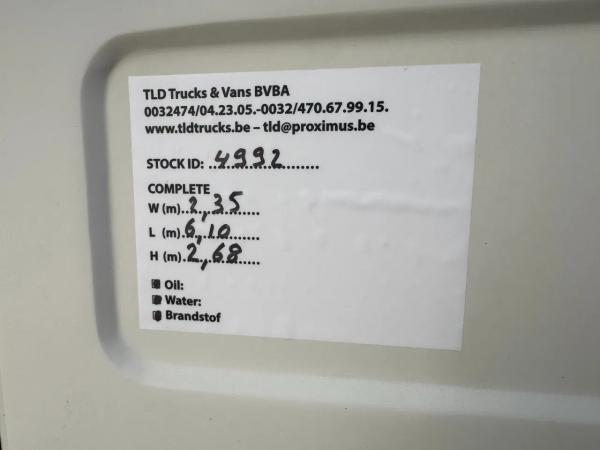 TLD Trucks & Vans BVBA
0032474/04.23.05.-0032/470.67.99.15.
www.tldtrucks.be – tld@proximus.be
STOCK ID: ..4992..........
COMPLETE
W (m)..2,35.....
L (m).6,10......
H (m).2,68.....
Oil:
Water:
Brandstof